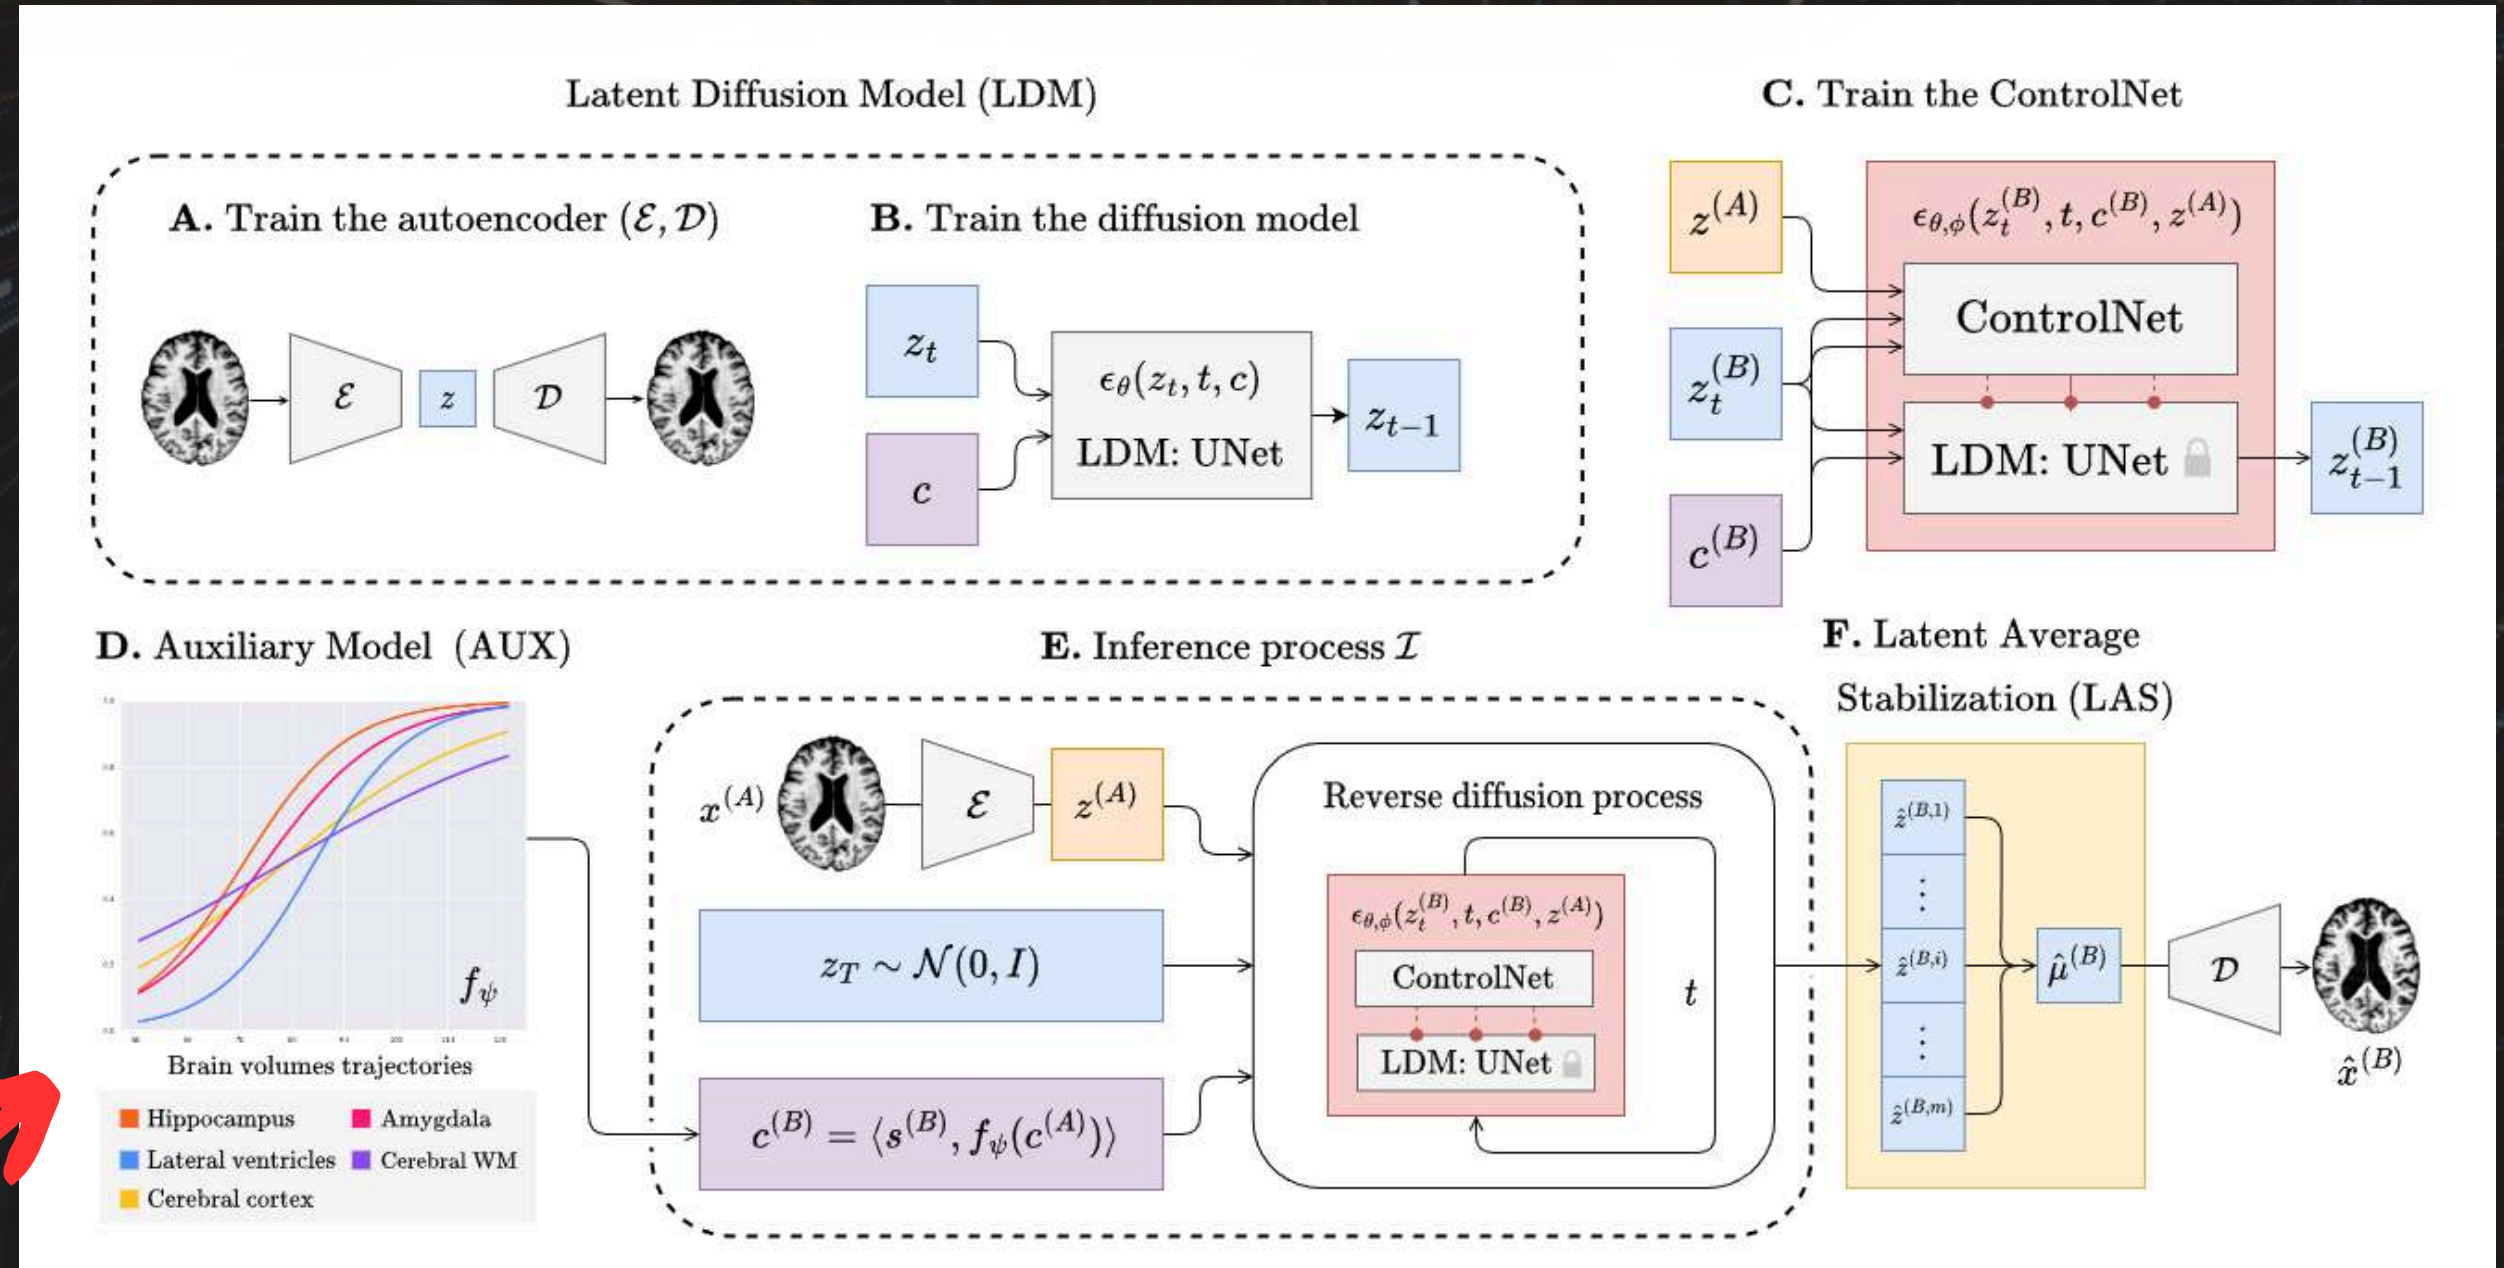 Latent Diffusion Model (LDM)
A. Train the autoencoder (ℰ, 𝒟)
ℰ
z
𝒟
B. Train the diffusion model
z_t
c
ϵ_θ(z_t, t, c)
LDM: UNet
z_{t−1}
C. Train the ControlNet
z^{(A)}
z_t^{(B)}
c^{(B)}
ϵ_{θ,ϕ}(z_t^{(B)}, t, c^{(B)}, z^{(A)})
ControlNet
LDM: UNet
z_{t−1}^{(B)}
D. Auxiliary Model (AUX)
f_ψ
Brain volumes trajectories
Hippocampus
Amygdala
Lateral ventricles
Cerebral WM
Cerebral cortex
E. Inference process ℐ
x^{(A)}
ℰ
z^{(A)}
z_T ∼ 𝒩(0, I)
c^{(B)} = ⟨s^{(B)}, f_ψ(c^{(A)})⟩
Reverse diffusion process
ϵ_{θ,ϕ}(z_t^{(B)}, t, c^{(B)}, z^{(A)})
ControlNet
LDM: UNet
t
F. Latent Average
Stabilization (LAS)
ẑ^{(B,1)}
⋮
ẑ^{(B,i)}
⋮
ẑ^{(B,m)}
μ̂^{(B)}
𝒟
x̂^{(B)}